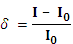 δ = (I − I₀) / I₀